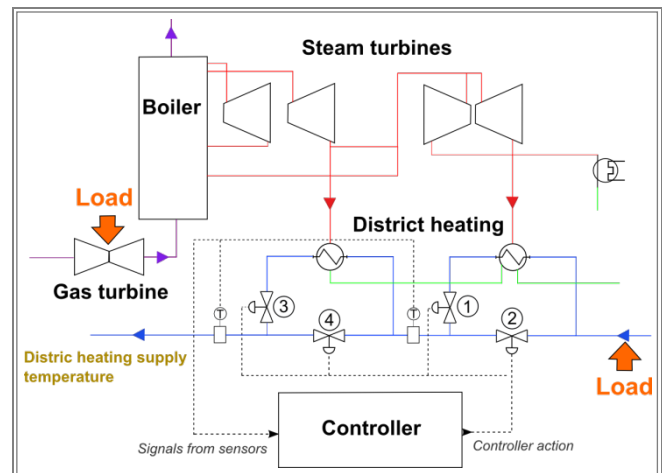 Steam turbines
Boiler
Load
District heating
Gas turbine
T
T
3
1
4
2
Distric heating supply
temperature
Load
Controller
Signals from sensors
Controller action